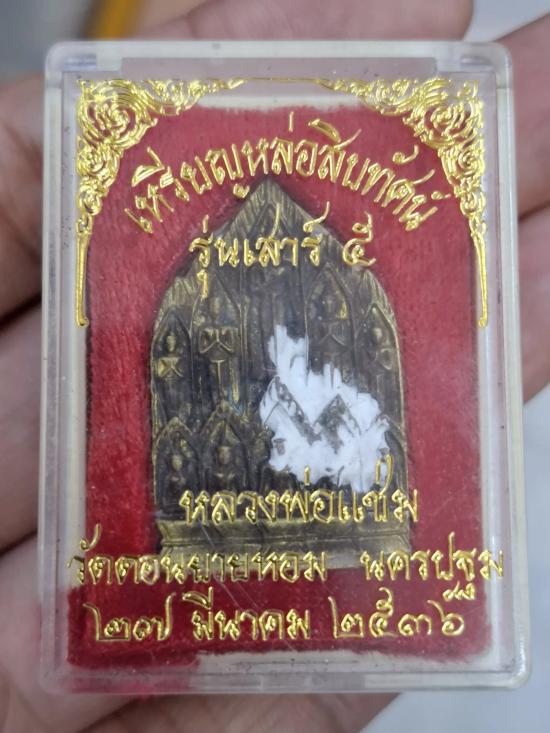 เหรียญหล่อสิบทัศน์
รุ่นเสาร์ ๕
หลวงพ่อแช่ม
วัดดอนยายหอม นครปฐม
๒๗ มีนาคม ๒๕๓๖